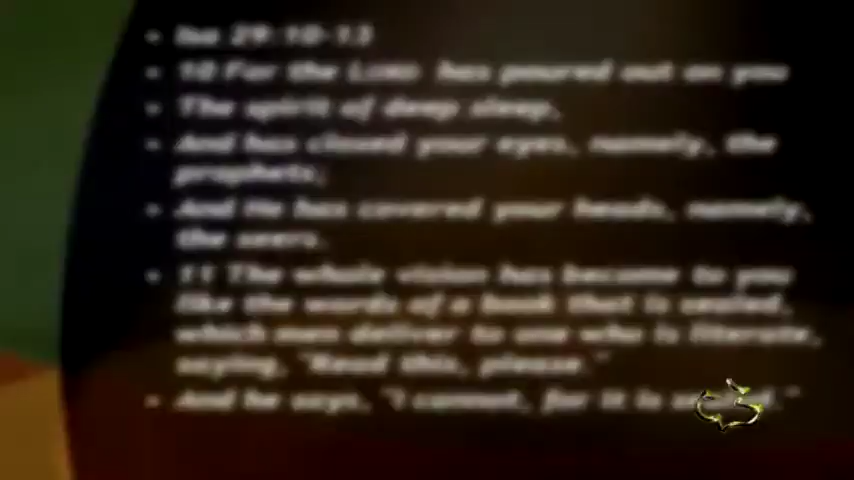 Isa 29:10-13
10 For the LORD has poured out on you
The spirit of deep sleep,
And has closed your eyes, namely, the
prophets;
And He has covered your heads, namely,
the seers.
11 The whole vision has become to you
like the words of a book that is sealed,
which men deliver to one who is literate,
saying, "Read this, please."
And he says, "I cannot, for it is sealed."